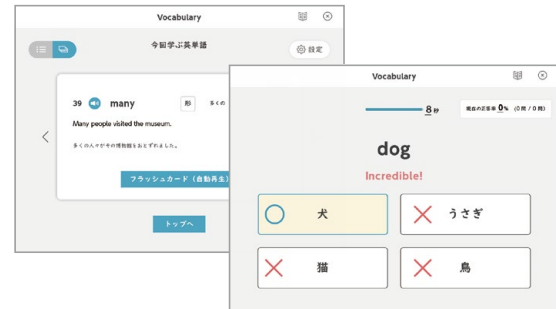 Vocabulary
今回学ぶ英単語
設定
39 many 形 多くの
Many people visited the museum.
多くの人々がその博物館をおとずれました。
フラッシュカード（自動再生）
トップへ
Vocabulary
8秒
現在の正答率 0% (0問 / 0問)
dog
Incredible!
犬
うさぎ
猫
鳥